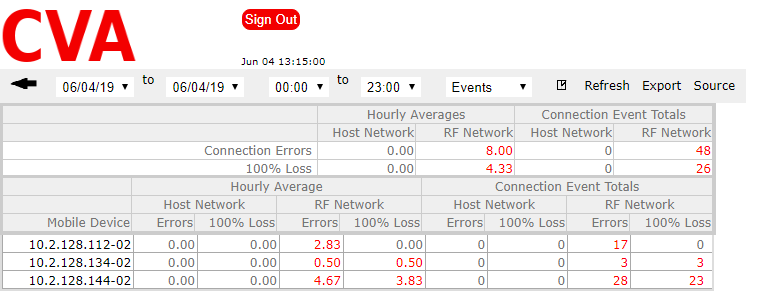 CVA
Sign Out
Jun 04 13:15:00
06/04/19 to 06/04/19 00:00 to 23:00 Events Refresh Export Source
Hourly Averages Connection Event Totals
Host Network RF Network Host Network RF Network
Connection Errors 0.00 8.00 0 48
100% Loss 0.00 4.33 0 26
Hourly Average Connection Event Totals
Host Network RF Network Host Network RF Network
Mobile Device Errors 100% Loss Errors 100% Loss Errors 100% Loss Errors 100% Loss
10.2.128.112-02 0.00 0.00 2.83 0.00 0 0 17 0
10.2.128.134-02 0.00 0.00 0.50 0.50 0 0 3 3
10.2.128.144-02 0.00 0.00 4.67 3.83 0 0 28 23